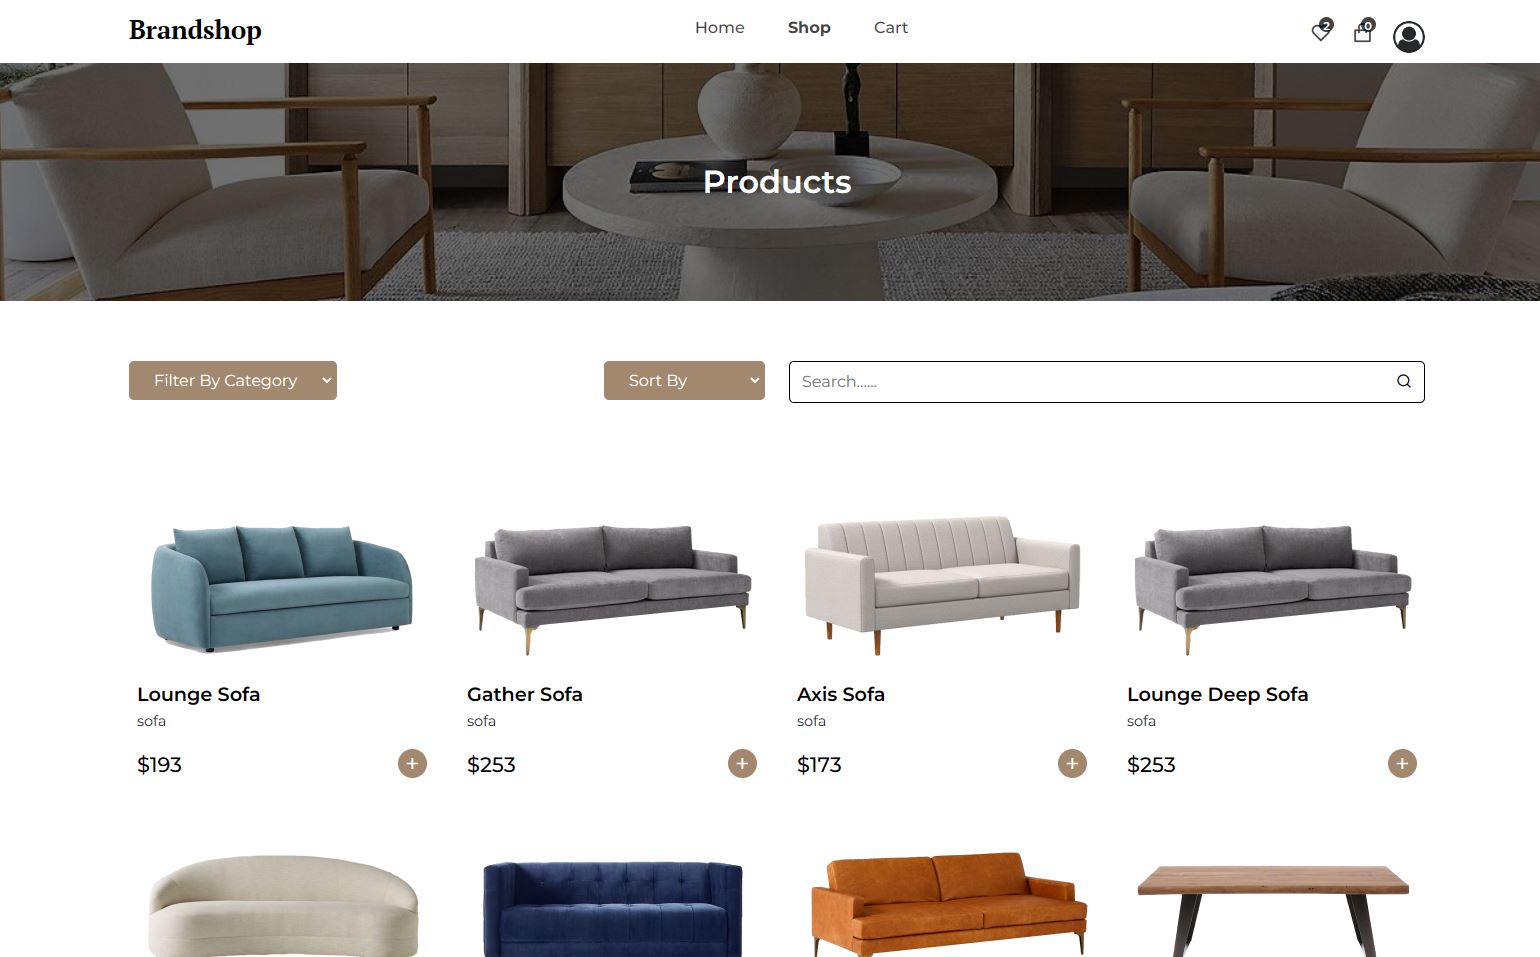 Brandshop
Home Shop Cart
2 0
Products
Filter By Category Sort By Search......
Lounge Sofa Gather Sofa Axis Sofa Lounge Deep Sofa
sofa sofa sofa sofa
$193 + $253 + $173 + $253 +